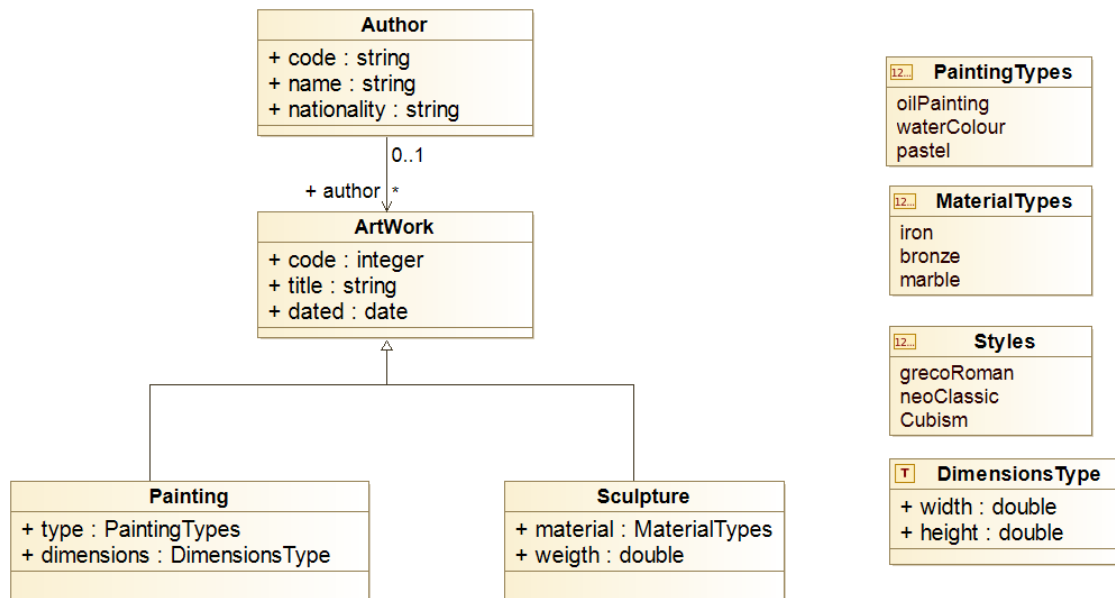 Author
+ code : string
+ name : string
+ nationality : string
0..1
+ author *
ArtWork
+ code : integer
+ title : string
+ dated : date
Painting
+ type : PaintingTypes
+ dimensions : DimensionsType
Sculpture
+ material : MaterialTypes
+ weigth : double
12... PaintingTypes
oilPainting
waterColour
pastel
12... MaterialTypes
iron
bronze
marble
12... Styles
grecoRoman
neoClassic
Cubism
T DimensionsType
+ width : double
+ height : double